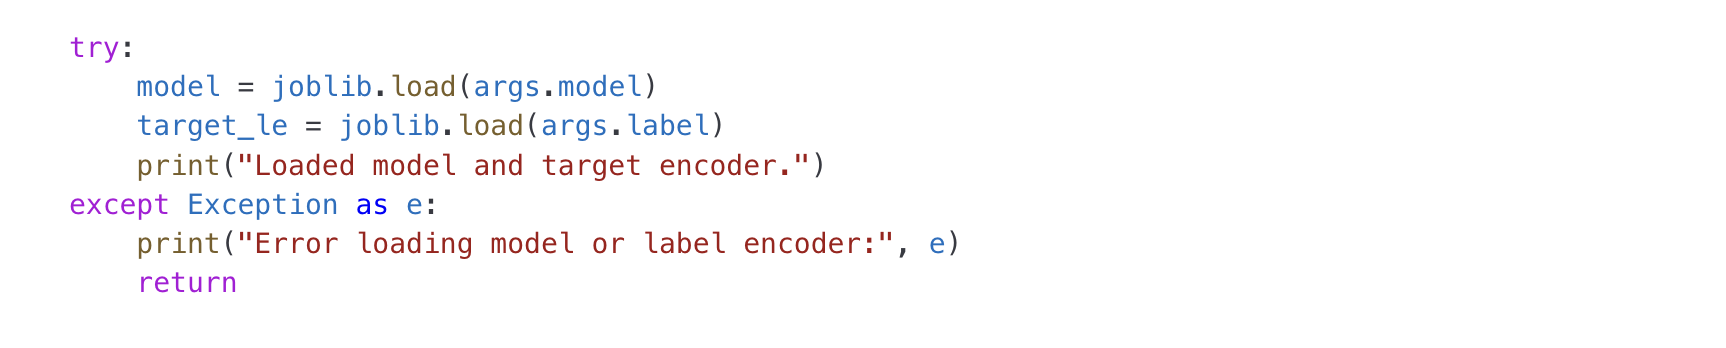 try:
    model = joblib.load(args.model)
    target_le = joblib.load(args.label)
    print("Loaded model and target encoder.")
except Exception as e:
    print("Error loading model or label encoder:", e)
    return